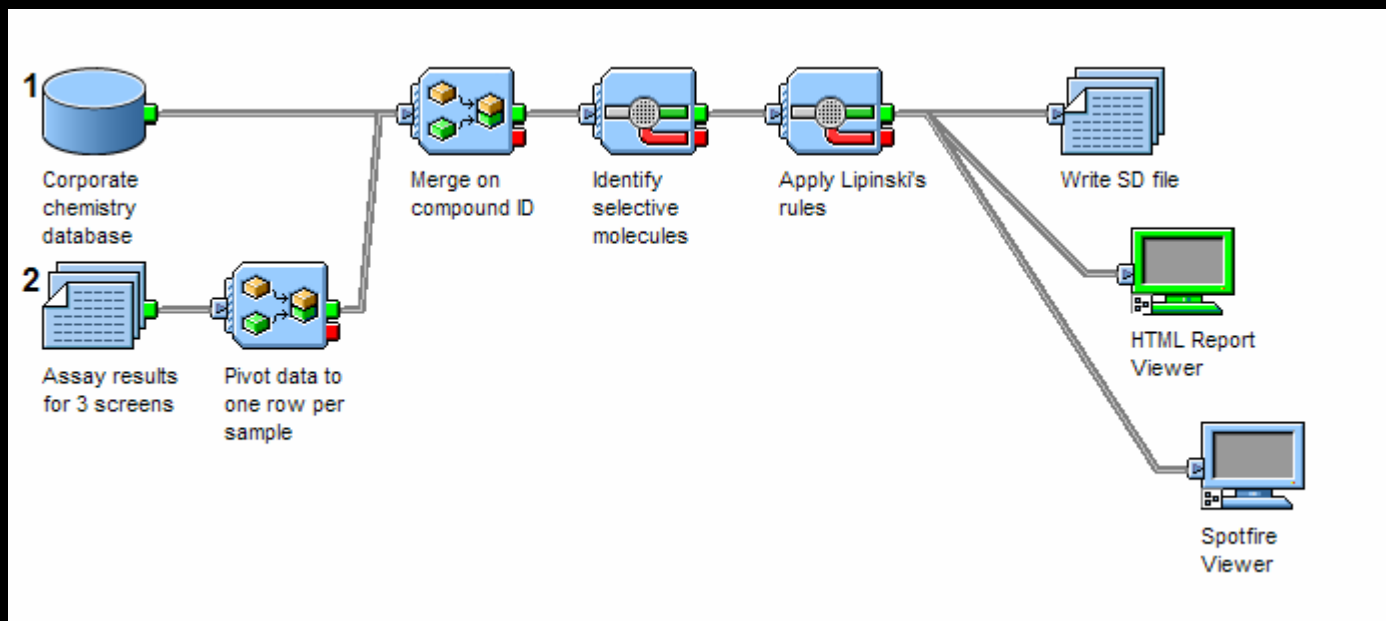 1
Corporate
chemistry
database
Merge on
compound ID
Identify
selective
molecules
Apply Lipinski's
rules
Write SD file
2
Assay results
for 3 screens
Pivot data to
one row per
sample
HTML Report
Viewer
Spotfire
Viewer